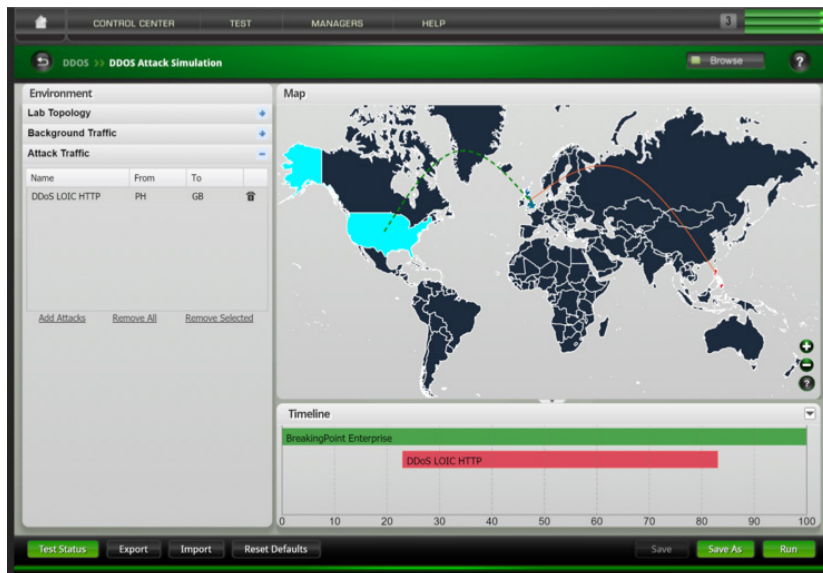 CONTROL CENTER TEST MANAGERS HELP 3
DDOS >> DDOS Attack Simulation Browse ?
Environment
Lab Topology
Background Traffic
Attack Traffic
Name From To
DDoS LOIC HTTP PH GB
Add Attacks Remove All Remove Selected
Map
?
Timeline
BreakingPoint Enterprise
DDoS LOIC HTTP
0 10 20 30 40 50 60 70 80 90 100
Test Status Export Import Reset Defaults Save Save As Run